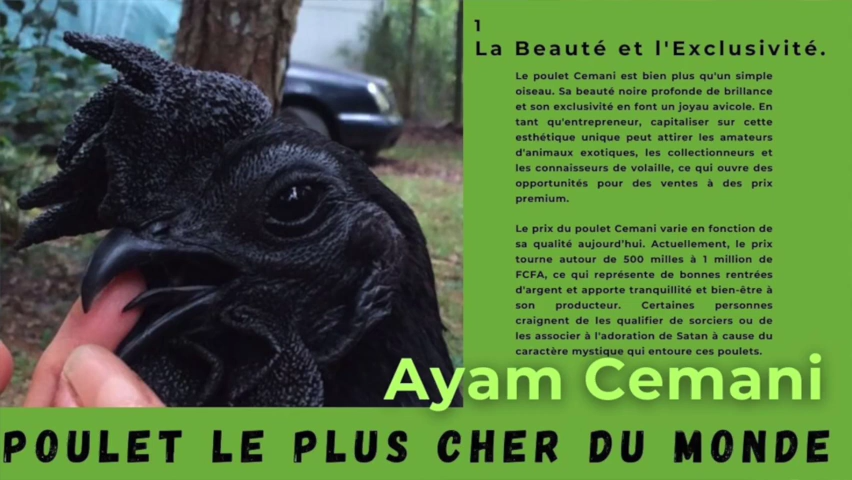 1
La Beauté et l'Exclusivité.
Le poulet Cemani est bien plus qu'un simple
oiseau. Sa beauté noire profonde de brillance
et son exclusivité en font un joyau avicole. En
tant qu'entrepreneur, capitaliser sur cette
esthétique unique peut attirer les amateurs
d'animaux exotiques, les collectionneurs et
les connaisseurs de volaille, ce qui ouvre des
opportunités pour des ventes à des prix
premium.
Le prix du poulet Cemani varie en fonction de
sa qualité aujourd'hui. Actuellement, le prix
tourne autour de 500 milles à 1 million de
FCFA, ce qui représente de bonnes rentrées
d'argent et apporte tranquillité et bien-être à
son producteur. Certaines personnes
craignent de les qualifier de sorciers ou de
les associer à l'adoration de Satan à cause du
caractère mystique qui entoure ces poulets.
Ayam Cemani
POULET LE PLUS CHER DU MONDE